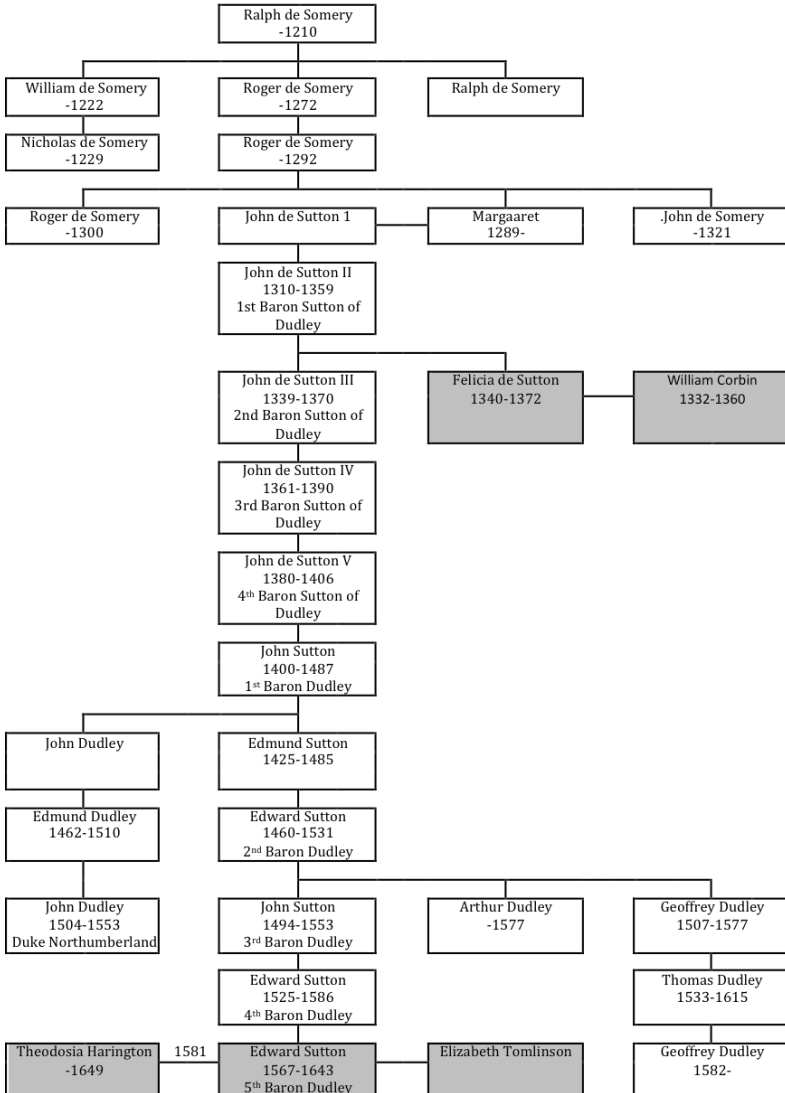 Ralph de Somery
-1210
William de Somery
-1222
Roger de Somery
-1272
Ralph de Somery
Nicholas de Somery
-1229
Roger de Somery
-1292
Roger de Somery
-1300
John de Sutton 1
Margaaret
1289-
.John de Somery
-1321
John de Sutton II
1310-1359
1st Baron Sutton of
Dudley
John de Sutton III
1339-1370
2nd Baron Sutton of
Dudley
Felicia de Sutton
1340-1372
William Corbin
1332-1360
John de Sutton IV
1361-1390
3rd Baron Sutton of
Dudley
John de Sutton V
1380-1406
4th Baron Sutton of
Dudley
John Sutton
1400-1487
1st Baron Dudley
John Dudley
Edmund Sutton
1425-1485
Edmund Dudley
1462-1510
Edward Sutton
1460-1531
2nd Baron Dudley
John Dudley
1504-1553
Duke Northumberland
John Sutton
1494-1553
3rd Baron Dudley
Arthur Dudley
-1577
Geoffrey Dudley
1507-1577
Edward Sutton
1525-1586
4th Baron Dudley
Thomas Dudley
1533-1615
Theodosia Harington
-1649
1581
Edward Sutton
1567-1643
5th Baron Dudley
Elizabeth Tomlinson
Geoffrey Dudley
1582-